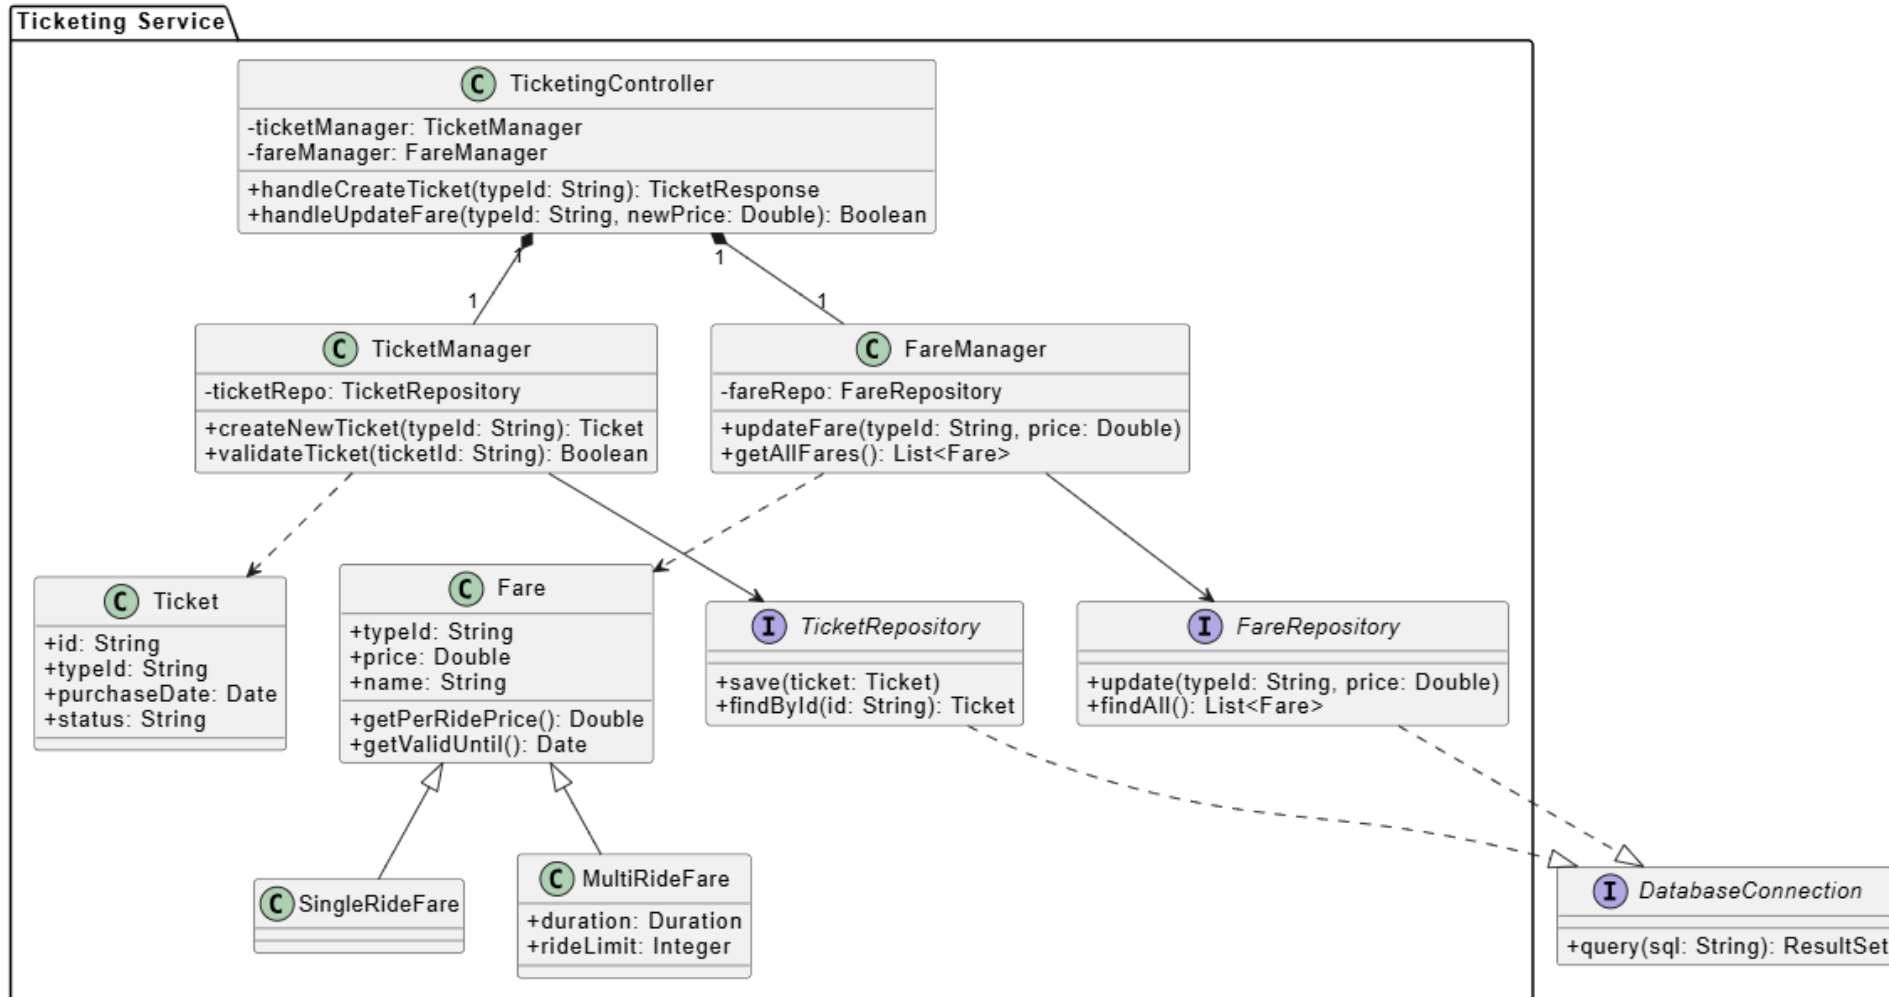 Ticketing Service
C TicketingController
-ticketManager: TicketManager
-fareManager: FareManager
+handleCreateTicket(typeId: String): TicketResponse
+handleUpdateFare(typeId: String, newPrice: Double): Boolean
1
1
1
1
C TicketManager
-ticketRepo: TicketRepository
+createNewTicket(typeId: String): Ticket
+validateTicket(ticketId: String): Boolean
C FareManager
-fareRepo: FareRepository
+updateFare(typeId: String, price: Double)
+getAllFares(): List<Fare>
C Ticket
+id: String
+typeId: String
+purchaseDate: Date
+status: String
C Fare
+typeId: String
+price: Double
+name: String
+getPerRidePrice(): Double
+getValidUntil(): Date
I TicketRepository
+save(ticket: Ticket)
+findById(id: String): Ticket
I FareRepository
+update(typeId: String, price: Double)
+findAll(): List<Fare>
C SingleRideFare
C MultiRideFare
+duration: Duration
+rideLimit: Integer
I DatabaseConnection
+query(sql: String): ResultSet